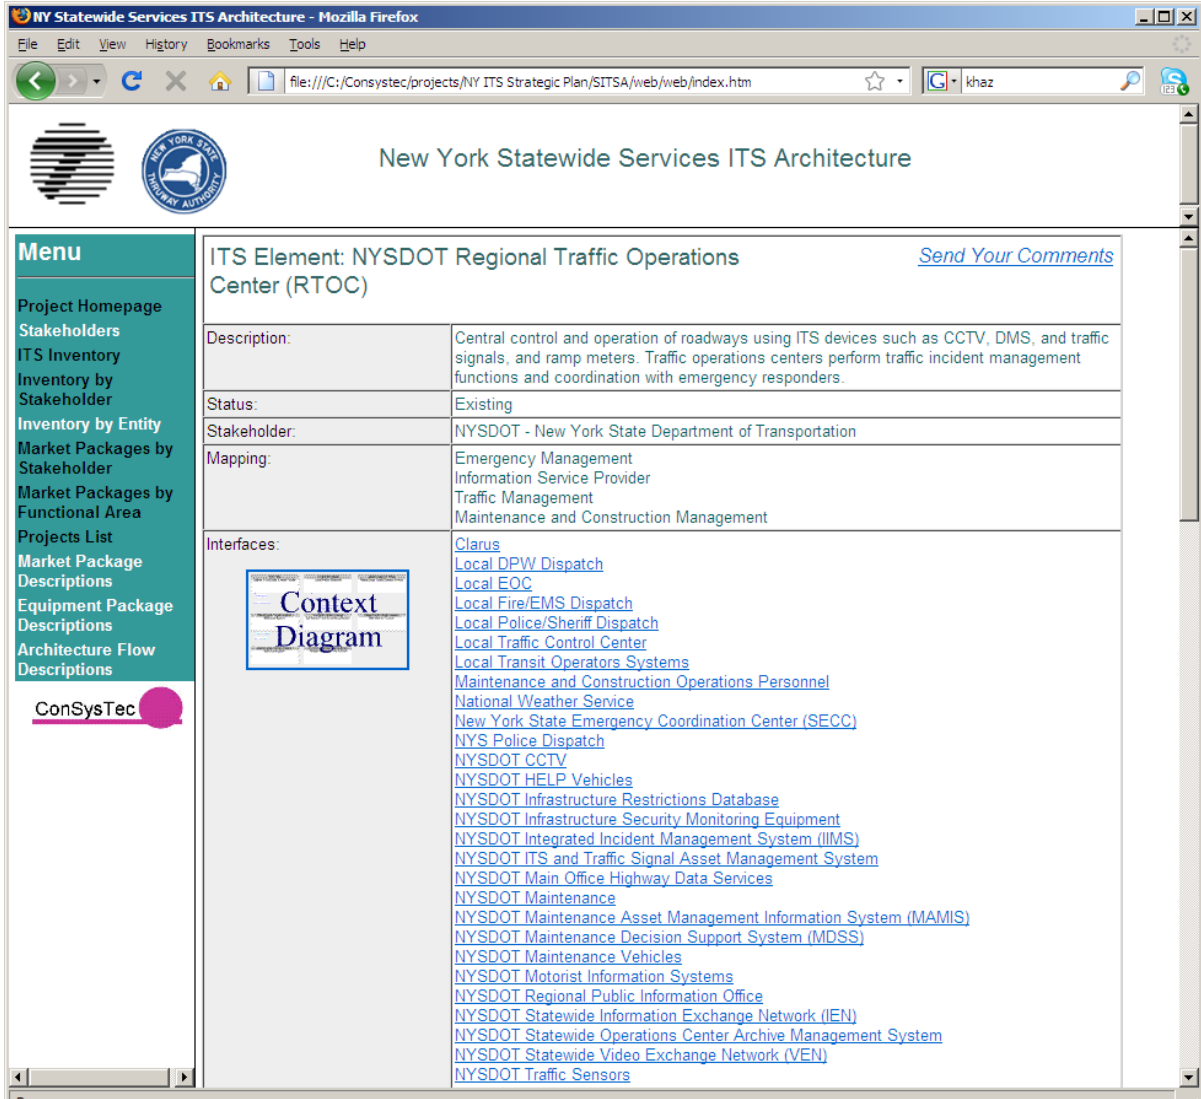 NY Statewide Services ITS Architecture - Mozilla Firefox
File Edit View History Bookmarks Tools Help
file:///C:/Consystec/projects/NY ITS Strategic Plan/SITSA/web/web/index.htm
G khaz
123
NEW YORK STATE THRUWAY AUTHORITY
New York Statewide Services ITS Architecture
Menu
Project Homepage
Stakeholders
ITS Inventory
Inventory by
Stakeholder
Inventory by Entity
Market Packages by
Stakeholder
Market Packages by
Functional Area
Projects List
Market Package
Descriptions
Equipment Package
Descriptions
Architecture Flow
Descriptions
ConSysTec
ITS Element: NYSDOT Regional Traffic Operations
Center (RTOC)
Send Your Comments
Description:
Central control and operation of roadways using ITS devices such as CCTV, DMS, and traffic
signals, and ramp meters. Traffic operations centers perform traffic incident management
functions and coordination with emergency responders.
Status:
Existing
Stakeholder:
NYSDOT - New York State Department of Transportation
Mapping:
Emergency Management
Information Service Provider
Traffic Management
Maintenance and Construction Management
Interfaces:
Context
Diagram
Clarus
Local DPW Dispatch
Local EOC
Local Fire/EMS Dispatch
Local Police/Sheriff Dispatch
Local Traffic Control Center
Local Transit Operators Systems
Maintenance and Construction Operations Personnel
National Weather Service
New York State Emergency Coordination Center (SECC)
NYS Police Dispatch
NYSDOT CCTV
NYSDOT HELP Vehicles
NYSDOT Infrastructure Restrictions Database
NYSDOT Infrastructure Security Monitoring Equipment
NYSDOT Integrated Incident Management System (IIMS)
NYSDOT ITS and Traffic Signal Asset Management System
NYSDOT Main Office Highway Data Services
NYSDOT Maintenance
NYSDOT Maintenance Asset Management Information System (MAMIS)
NYSDOT Maintenance Decision Support System (MDSS)
NYSDOT Maintenance Vehicles
NYSDOT Motorist Information Systems
NYSDOT Regional Public Information Office
NYSDOT Statewide Information Exchange Network (IEN)
NYSDOT Statewide Operations Center Archive Management System
NYSDOT Statewide Video Exchange Network (VEN)
NYSDOT Traffic Sensors